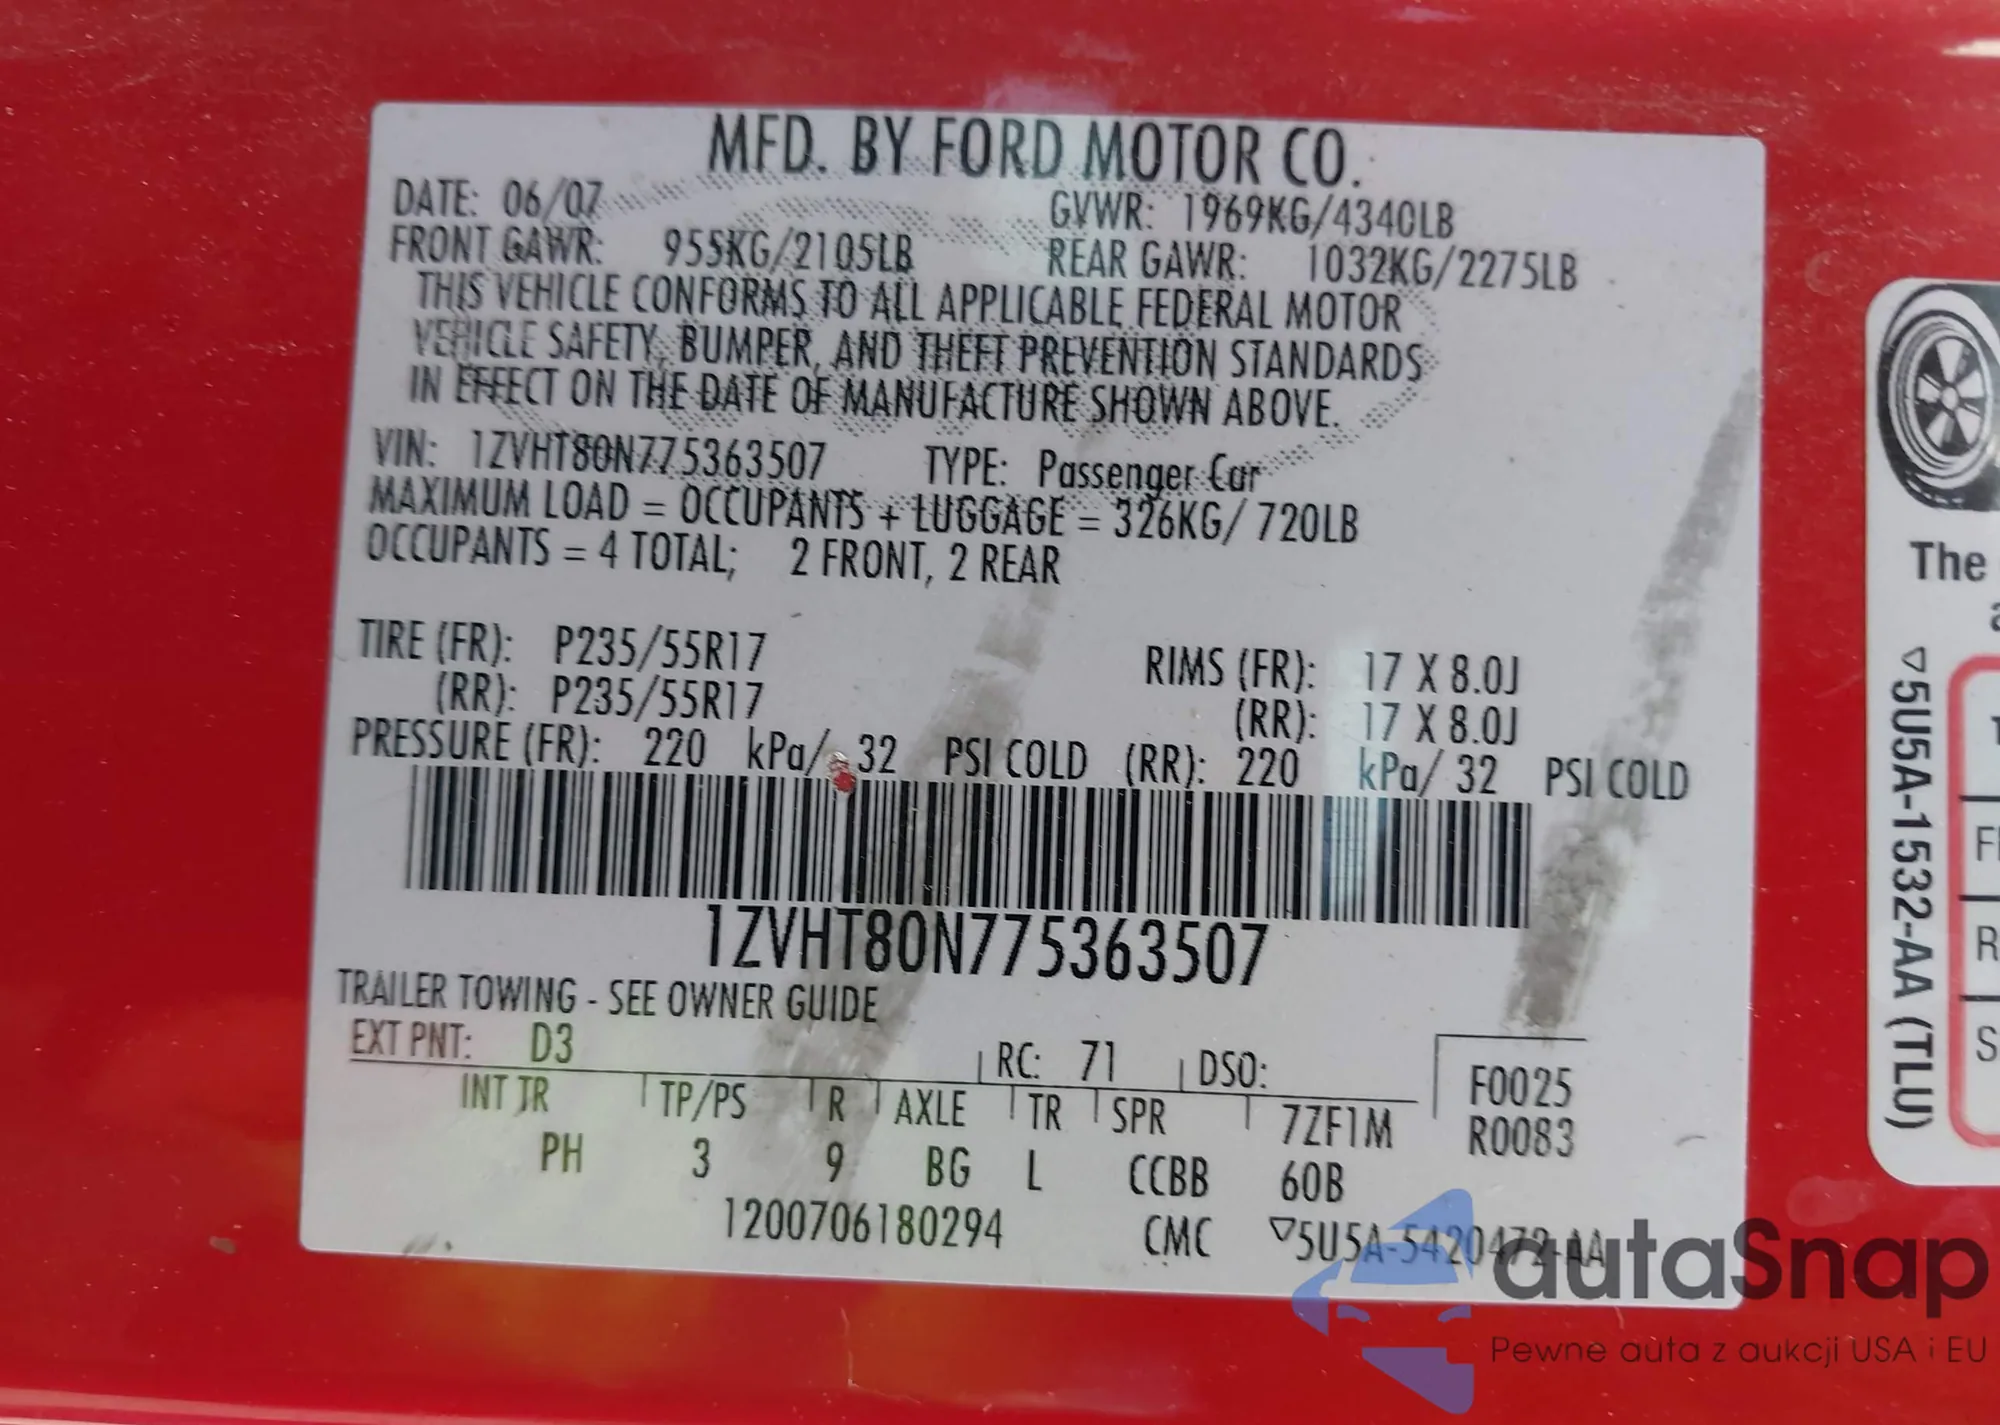 MFD. BY FORD MOTOR CO.
DATE: 06/07 GVWR: 1969KG/4340LB
FRONT GAWR: 955KG/2105LB REAR GAWR: 1032KG/2275LB
THIS VEHICLE CONFORMS TO ALL APPLICABLE FEDERAL MOTOR
VEHICLE SAFETY, BUMPER, AND THEFT PREVENTION STANDARDS
IN EFFECT ON THE DATE OF MANUFACTURE SHOWN ABOVE.
VIN: 1ZVHT80N775363507 TYPE: Passenger Car
MAXIMUM LOAD = OCCUPANTS + LUGGAGE = 326KG/ 720LB
OCCUPANTS = 4 TOTAL; 2 FRONT, 2 REAR
TIRE (FR): P235/55R17 RIMS (FR): 17 X 8.0J
(RR): P235/55R17 (RR): 17 X 8.0J
PRESSURE (FR): 220 kPa/ 32 PSI COLD (RR): 220 kPa/ 32 PSI COLD
1ZVHT80N775363507
TRAILER TOWING - SEE OWNER GUIDE
EXT PNT: D3 RC: 71 DSO: F0025
INT TR TP/PS R AXLE TR SPR 7ZF1M R0083
PH 3 9 BG L CCBB 60B
1200706180294 CMC 5U5A-5420472-AA
The
5U5A-1532-AA (TLU)
R
S
autaSnap
Pewne auta z aukcji USA i EU